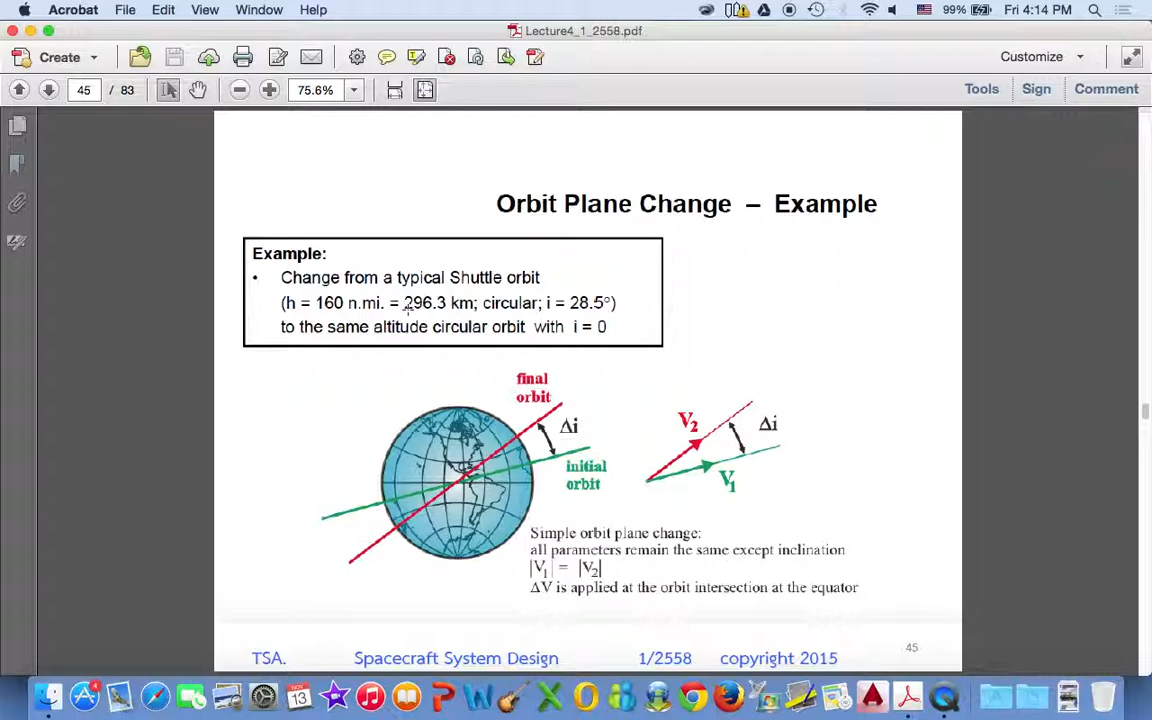 Acrobat File Edit View Window Help 99% Fri 4:14 PM
Lecture4_1_2558.pdf
Create Customize
45 / 83 75.6% Tools Sign Comment
Orbit Plane Change – Example
Example:
• Change from a typical Shuttle orbit
(h = 160 n.mi. = 296.3 km; circular; i = 28.5°)
to the same altitude circular orbit with i = 0
final
orbit
Δi
initial
orbit
V2
Δi
V1
Simple orbit plane change:
all parameters remain the same except inclination
|V1| = |V2|
ΔV is applied at the orbit intersection at the equator
45
TSA. Spacecraft System Design 1/2558 copyright 2015